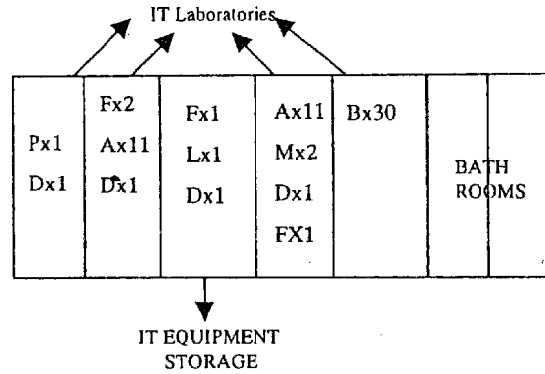 IT Laboratories
Px1
Dx1
Fx2
Ax11
Dx1
Fx1
Lx1
Dx1
Ax11
Mx2
Dx1
FX1
Bx30
BATH
ROOMS
IT EQUIPMENT
STORAGE